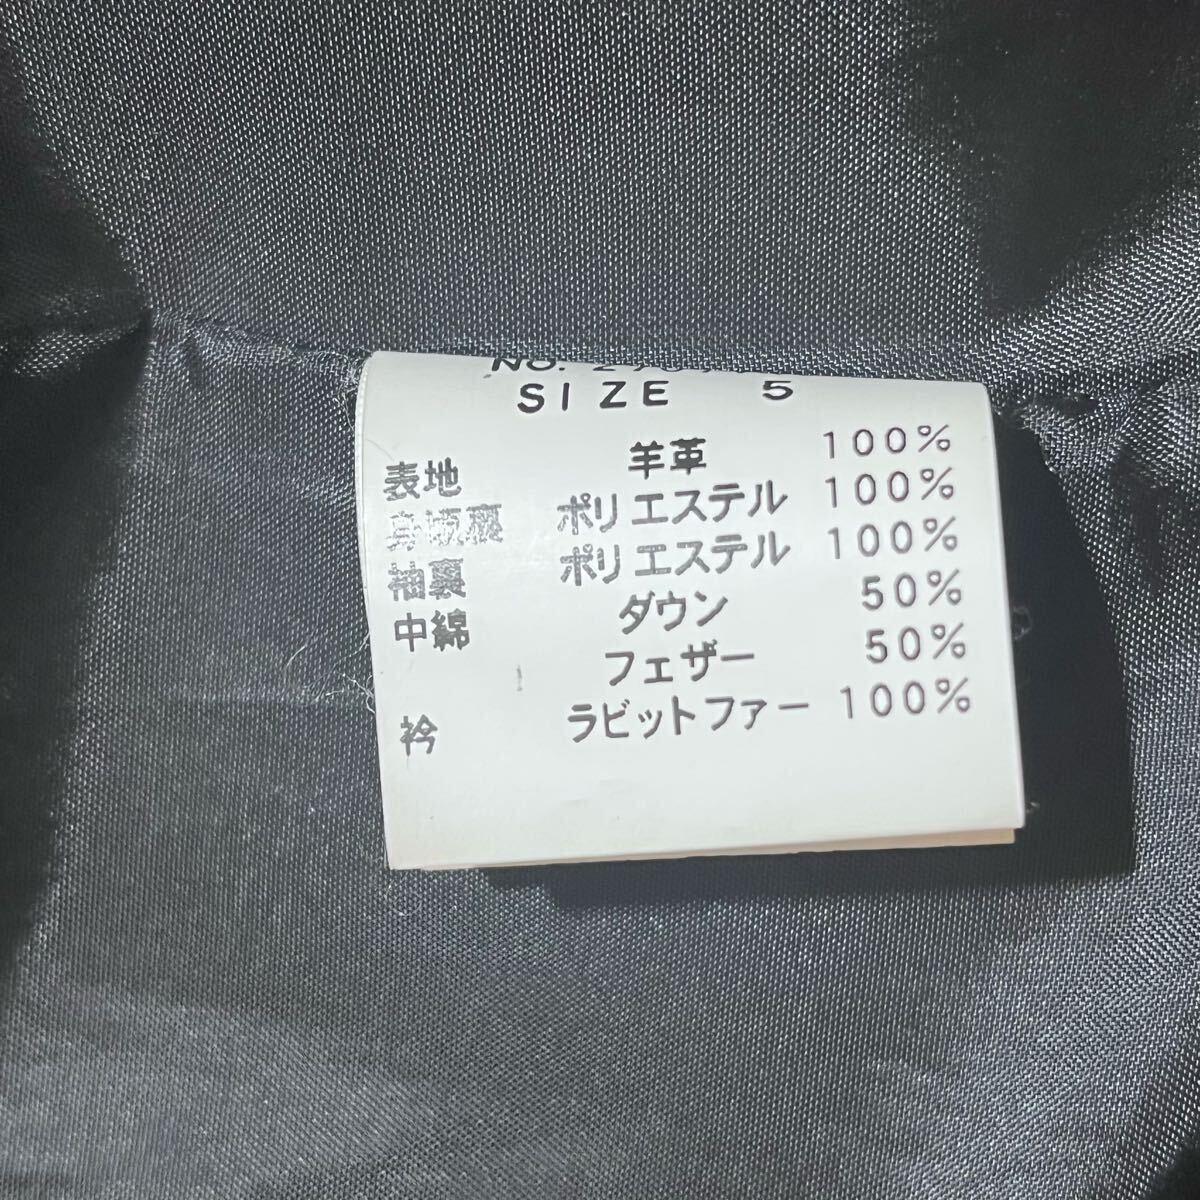 NO.
SIZE 5
表地 羊革 100%
身頃裏 ポリエステル 100%
袖裏 ポリエステル 100%
中綿 ダウン 50%
フェザー 50%
衿 ラビットファー 100%